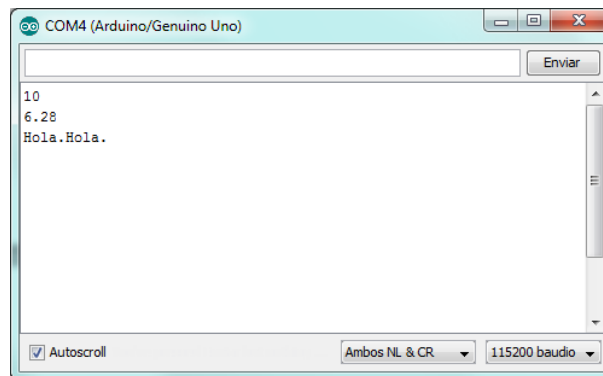 COM4 (Arduino/Genuino Uno)
Enviar
10
6.28
Hola.Hola.
Autoscroll
Ambos NL & CR
115200 baudio